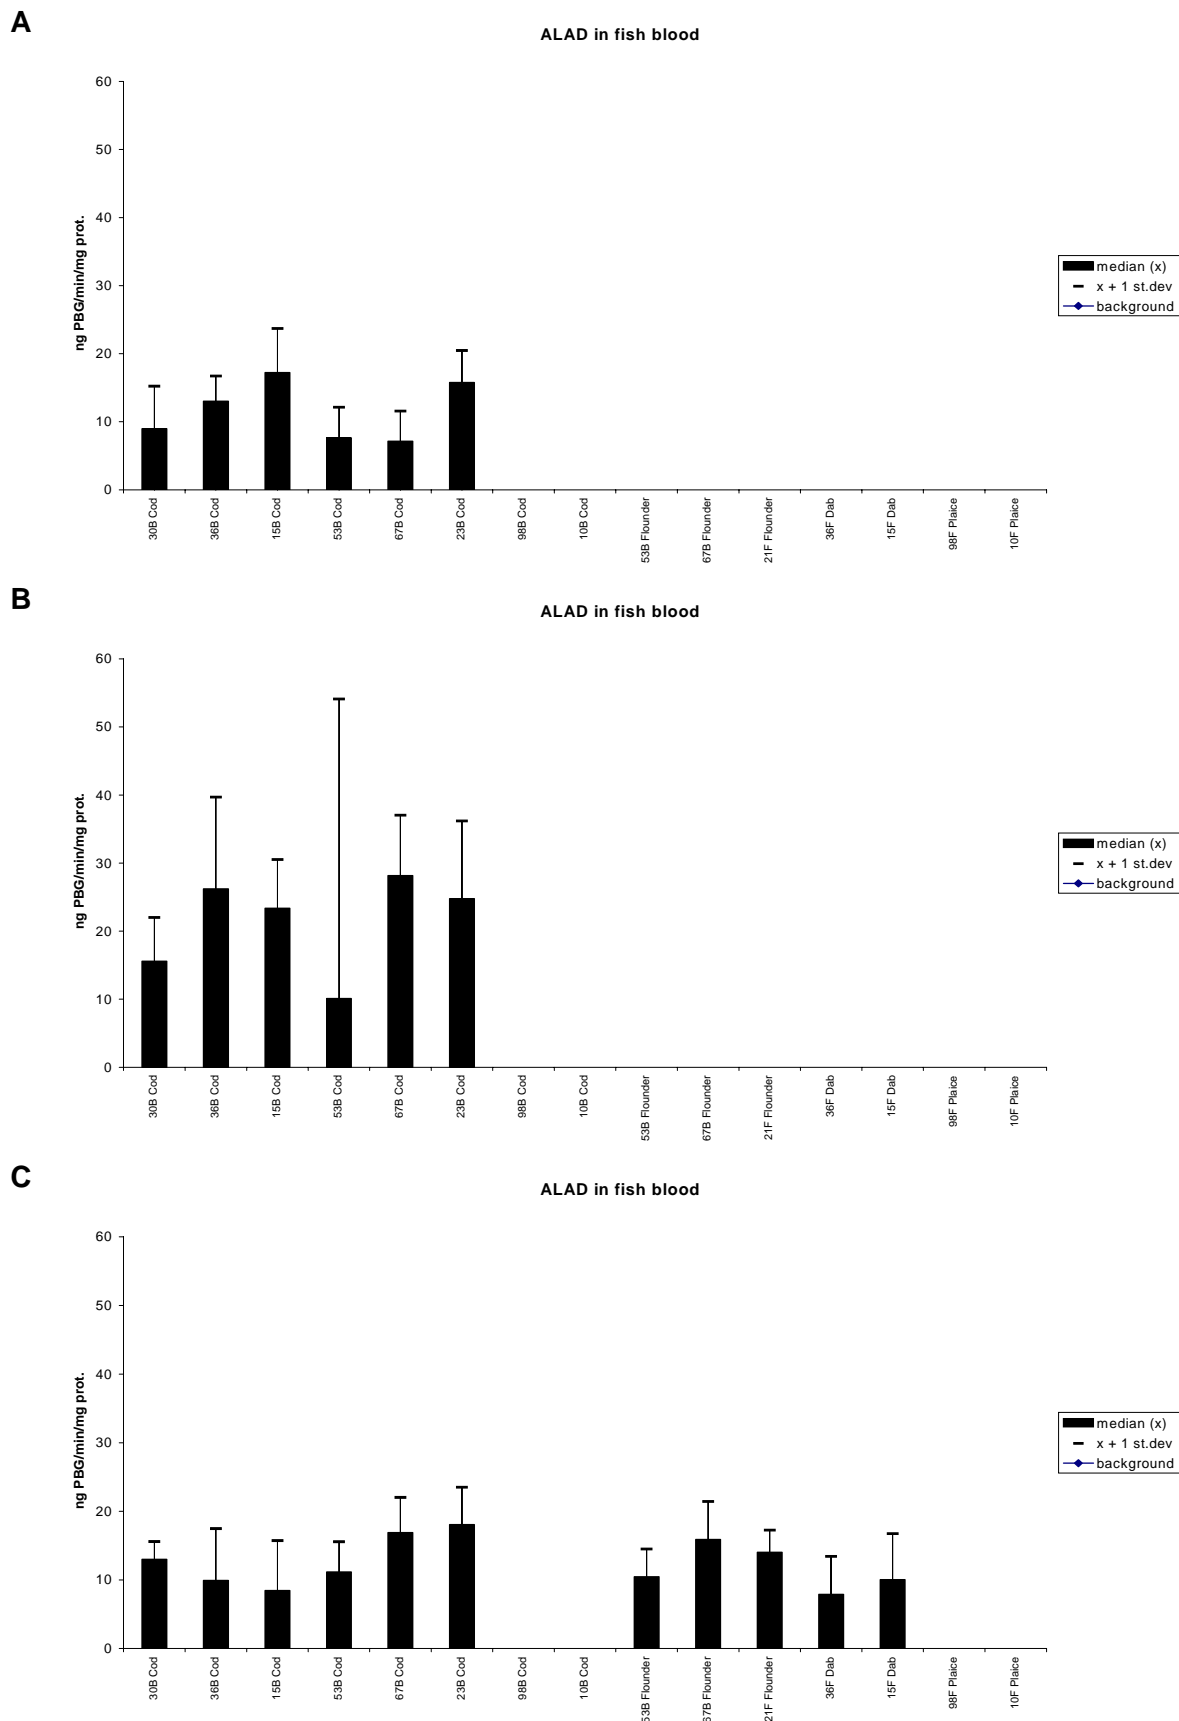 A
ALAD in fish blood
ng PBG/min/mg prot.
60
50
40
30
20
10
0
30B Cod
36B Cod
15B Cod
53B Cod
67B Cod
23B Cod
98B Cod
10B Cod
53B Flounder
67B Flounder
21F Flounder
36F Dab
15F Dab
98F Plaice
10F Plaice
median (x)
x + 1 st.dev
background
B
ALAD in fish blood
ng PBG/min/mg prot.
60
50
40
30
20
10
0
30B Cod
36B Cod
15B Cod
53B Cod
67B Cod
23B Cod
98B Cod
10B Cod
53B Flounder
67B Flounder
21F Flounder
36F Dab
15F Dab
98F Plaice
10F Plaice
median (x)
x + 1 st.dev
background
C
ALAD in fish blood
ng PBG/min/mg prot.
60
50
40
30
20
10
0
30B Cod
36B Cod
15B Cod
53B Cod
67B Cod
23B Cod
98B Cod
10B Cod
53B Flounder
67B Flounder
21F Flounder
36F Dab
15F Dab
98F Plaice
10F Plaice
median (x)
x + 1 st.dev
background